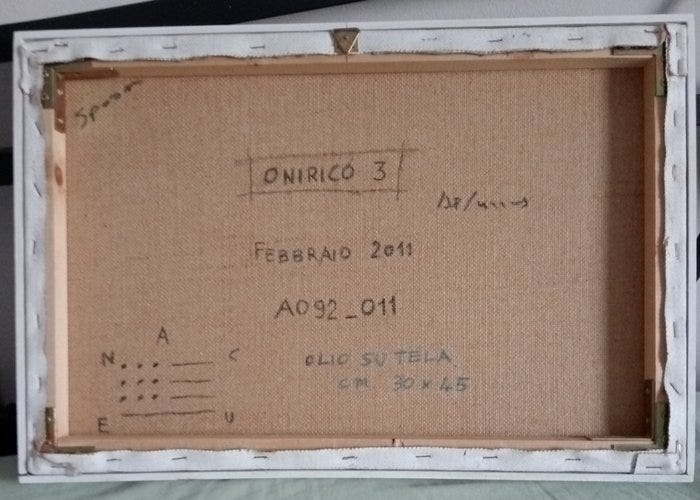 ONIRICO 3
FEBBRAIO 2011
A092_011
A
N C
E U
OLIO SU TELA
CM 30 x 45